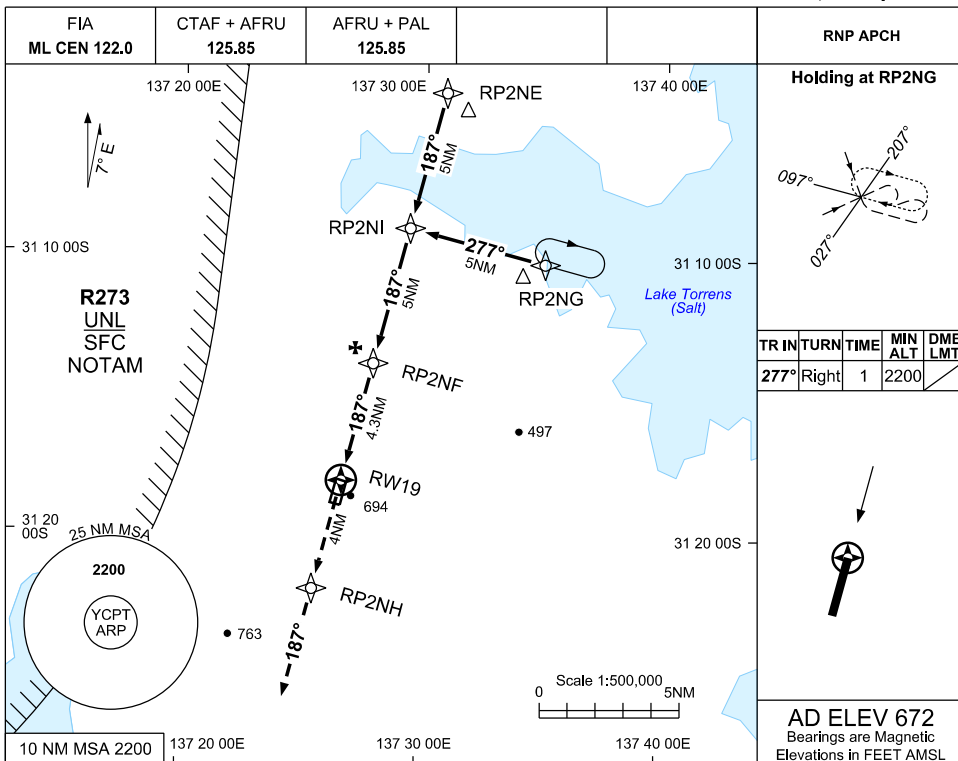 FIA
ML CEN 122.0
CTAF + AFRU
125.85
AFRU + PAL
125.85
RNP APCH
137 20 00E
137 30 00E
137 40 00E
7° E
RP2NE
187°
5NM
RP2NI
277°
5NM
RP2NG
31 10 00S
31 10 00S
Lake Torrens
(Salt)
R273
UNL
SFC
NOTAM
187°
5NM
RP2NF
187°
4.3NM
497
RW19
694
31 20
00S
31 20 00S
25 NM MSA
2200
YCPT
ARP
4NM
RP2NH
763
187°
Scale 1:500,000
0
5NM
10 NM MSA 2200
137 20 00E
137 30 00E
137 40 00E
Holding at RP2NG
207°
097°
027°
TR IN TURN TIME MIN ALT DME LMT
277° Right 1 2200
AD ELEV 672
Bearings are Magnetic
Elevations in FEET AMSL